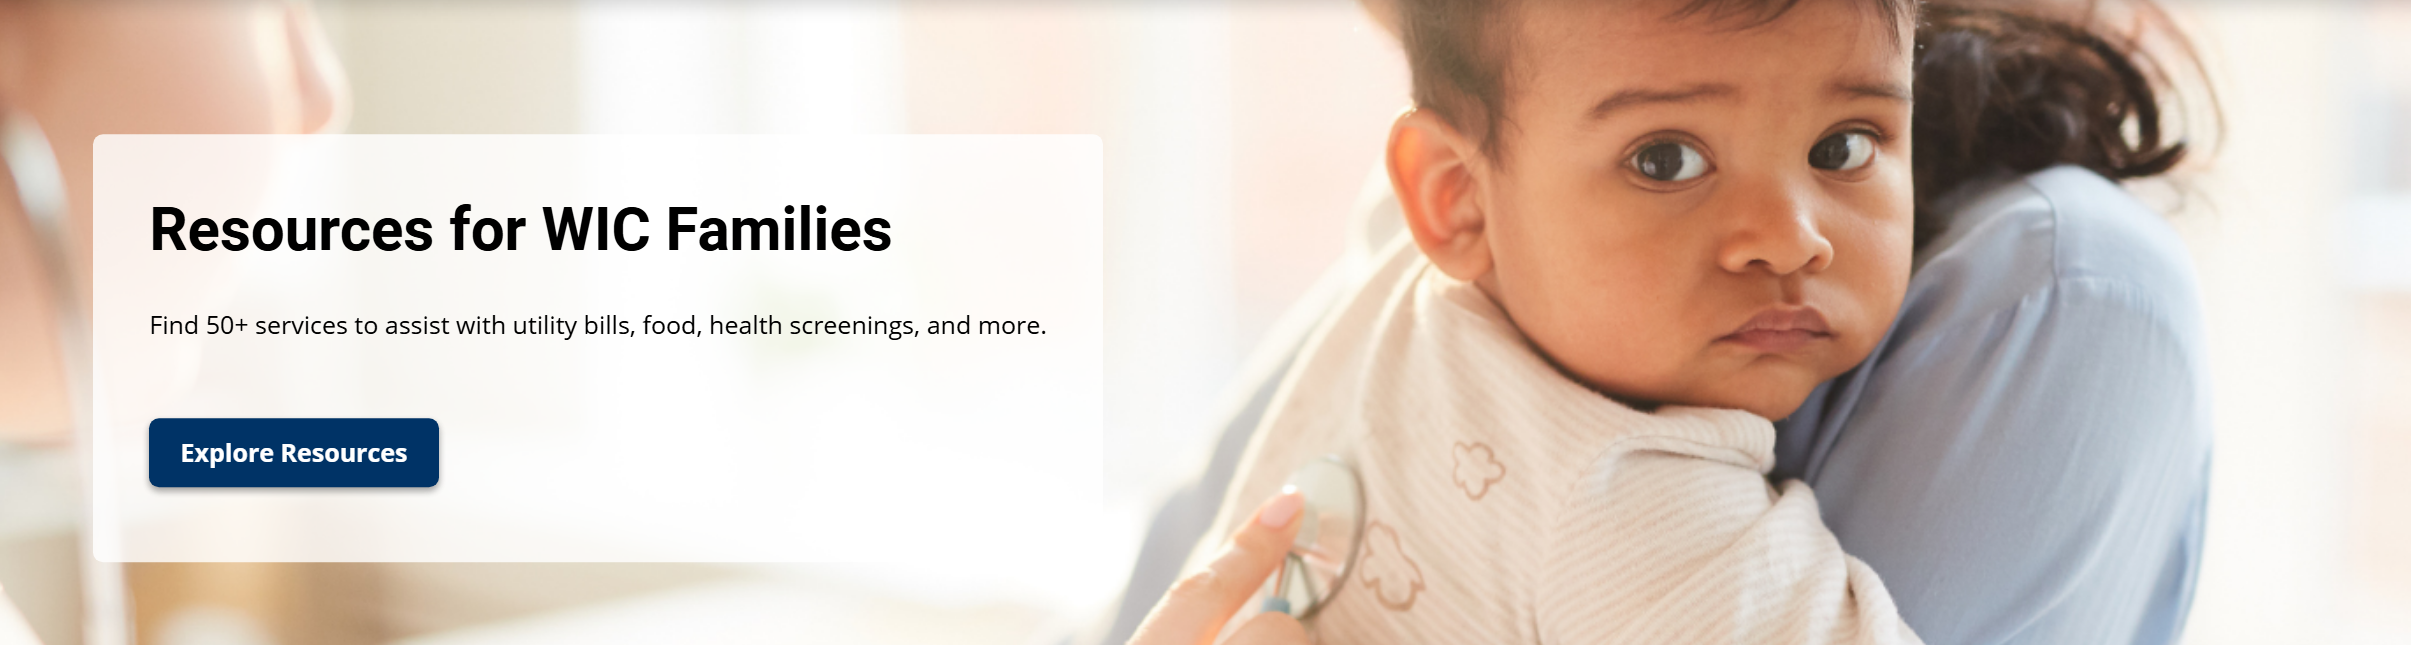 Resources for WIC Families
Find 50+ services to assist with utility bills, food, health screenings, and more.
Explore Resources